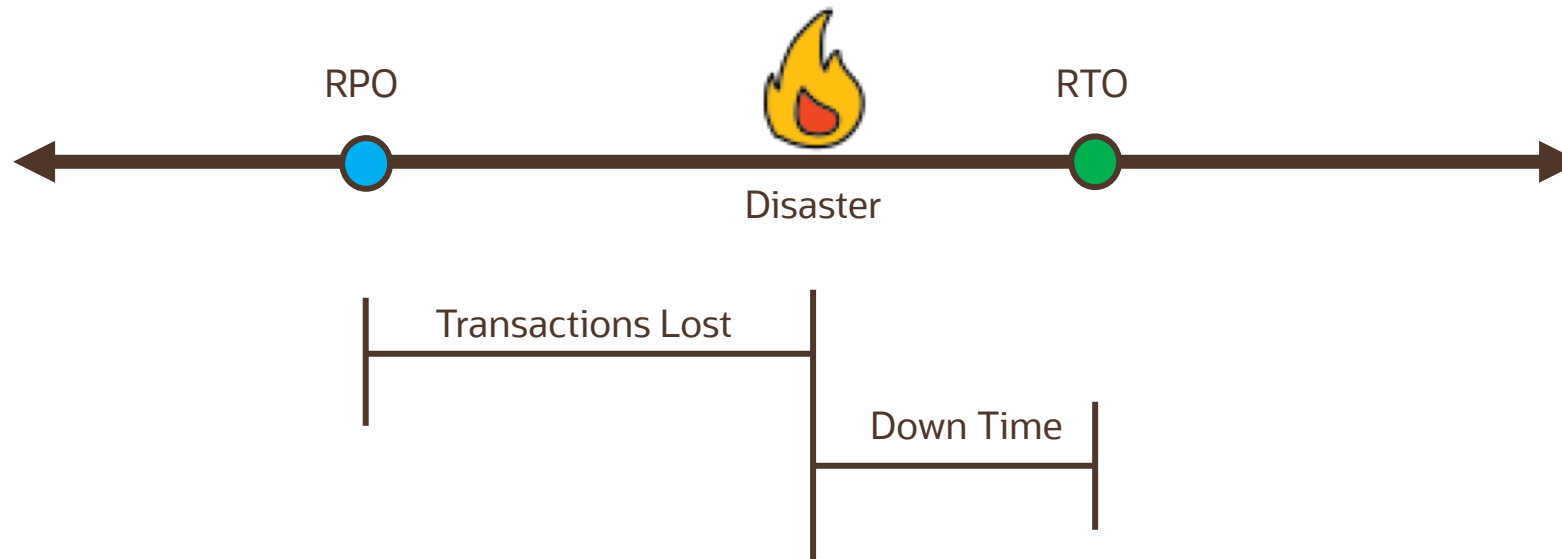 RPO
RTO
Disaster
Transactions Lost
Down Time